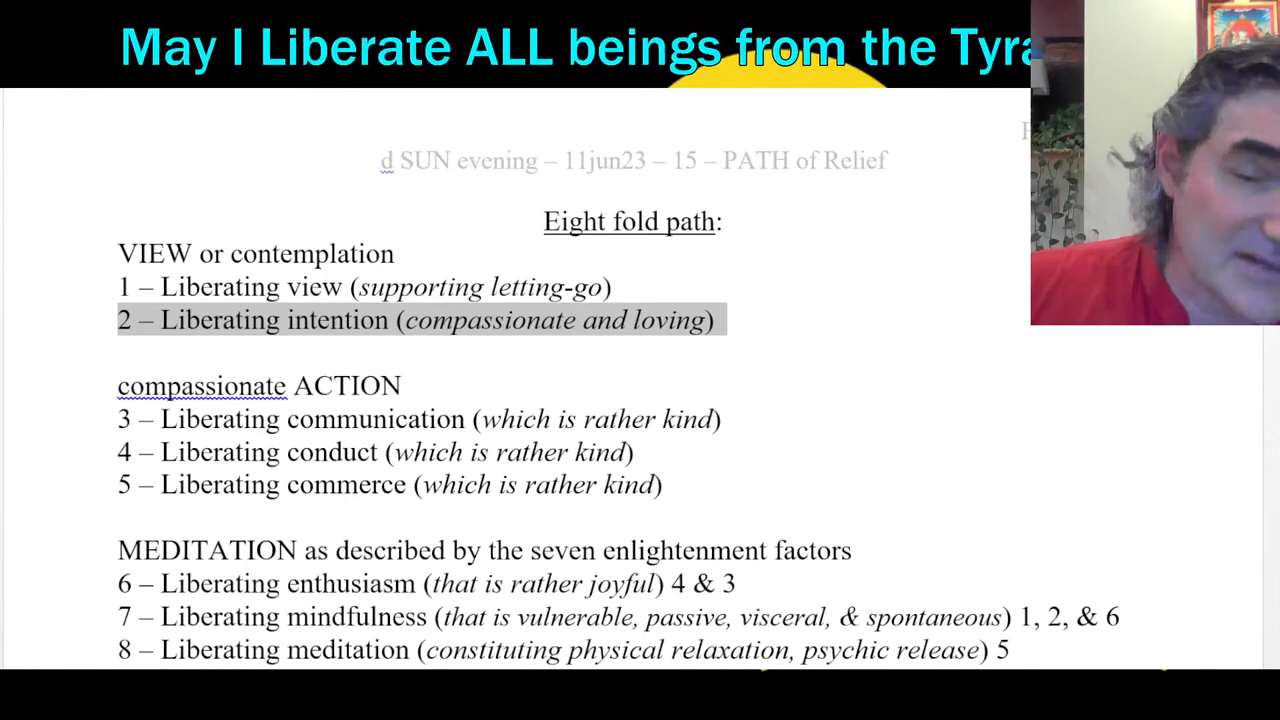 May I Liberate ALL beings from the
d SUN evening – 11jun23 – 15 – PATH of Relief
Eight fold path:
VIEW or contemplation
1 – Liberating view (supporting letting-go)
2 – Liberating intention (compassionate and loving)
compassionate ACTION
3 – Liberating communication (which is rather kind)
4 – Liberating conduct (which is rather kind)
5 – Liberating commerce (which is rather kind)
MEDITATION as described by the seven enlightenment factors
6 – Liberating enthusiasm (that is rather joyful) 4 & 3
7 – Liberating mindfulness (that is vulnerable, passive, visceral, & spontaneous) 1, 2, & 6
8 – Liberating meditation (constituting physical relaxation, psychic release) 5